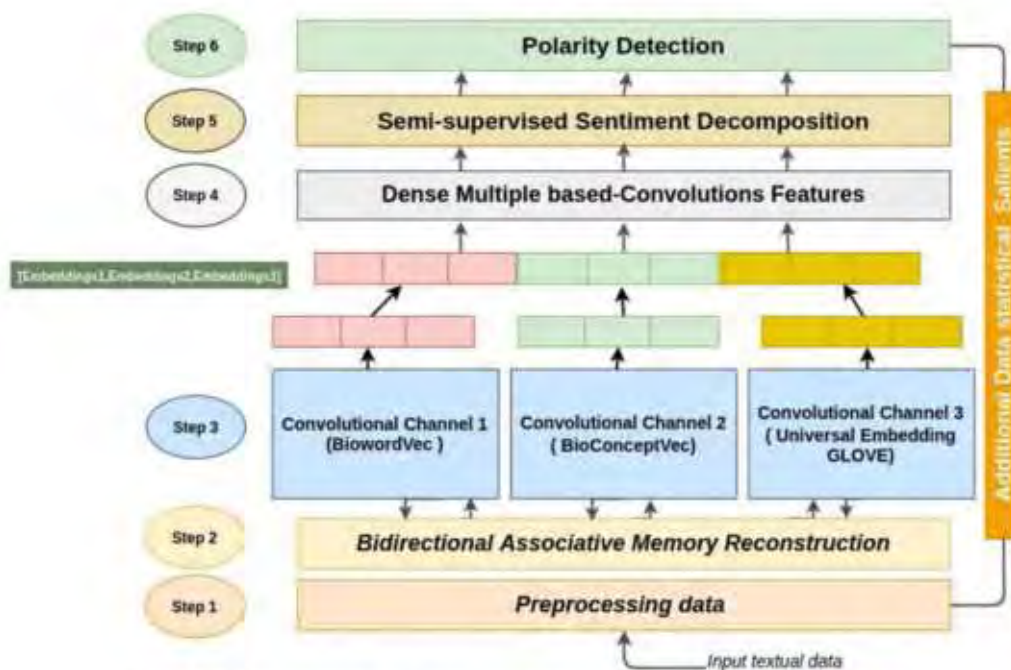 Step 6
Polarity Detection
Step 5
Semi-supervised Sentiment Decomposition
Step 4
Dense Multiple based-Convolutions Features
[Embeddings1,Embeddings2,Embeddings3]
Step 3
Convolutional Channel 1
(BiowordVec )
Convolutional Channel 2
( BioConceptVec)
Convolutional Channel 3
( Universal Embedding
GLOVE)
Step 2
Bidirectional Associative Memory Reconstruction
Step 1
Preprocessing data
Input textual data
Additional Data statistical Salients